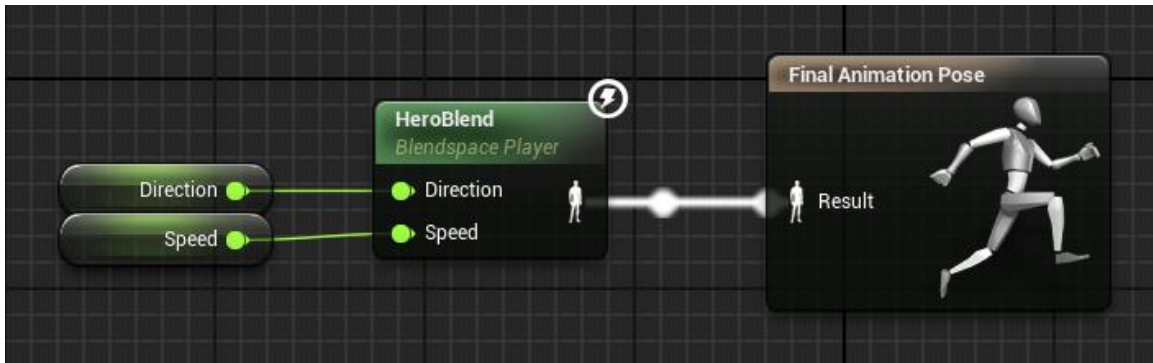 Direction
Speed
HeroBlend
Blendspace Player
Direction
Speed
Final Animation Pose
Result